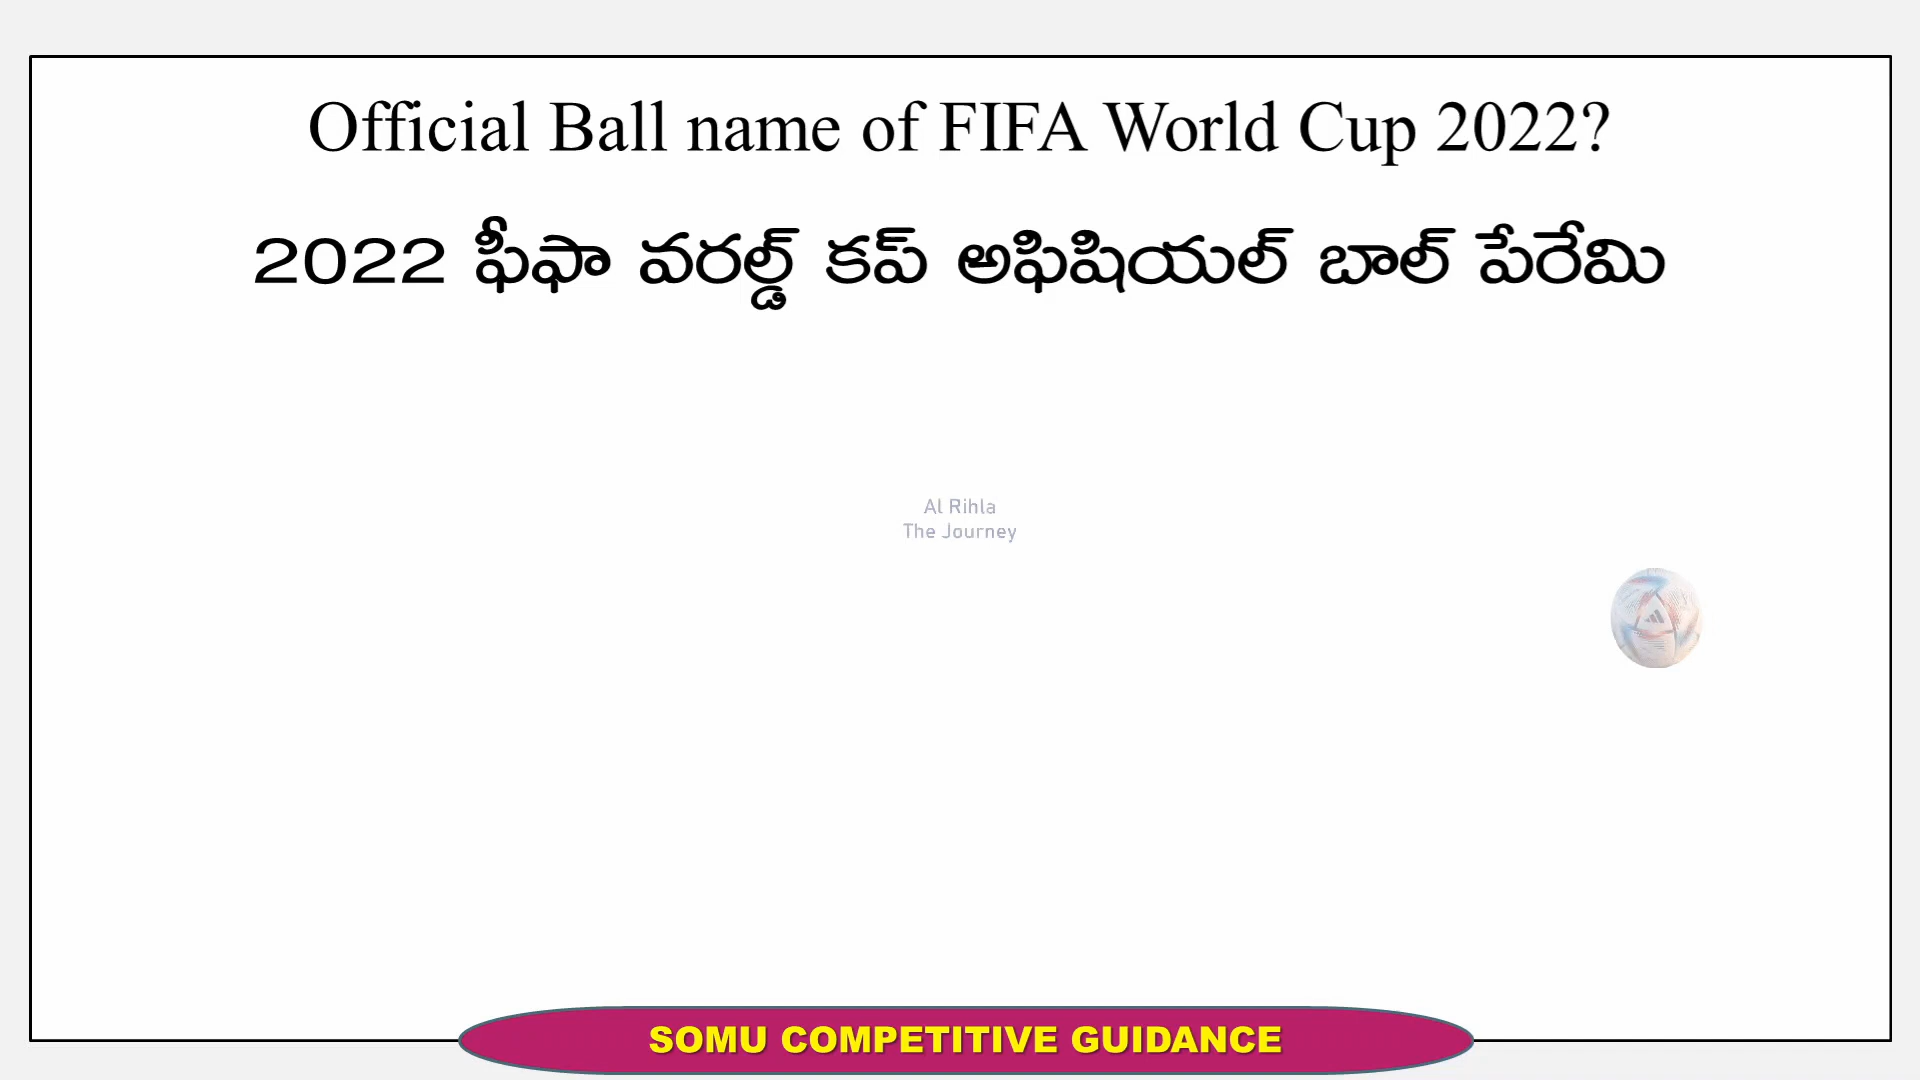 Official Ball name of FIFA World Cup 2022?
2022 ఫీఫా వరల్డ్ కప్ అఫిషియల్ బాల్ పేరేమి
Al Rihla
The Journey
SOMU COMPETITIVE GUIDANCE